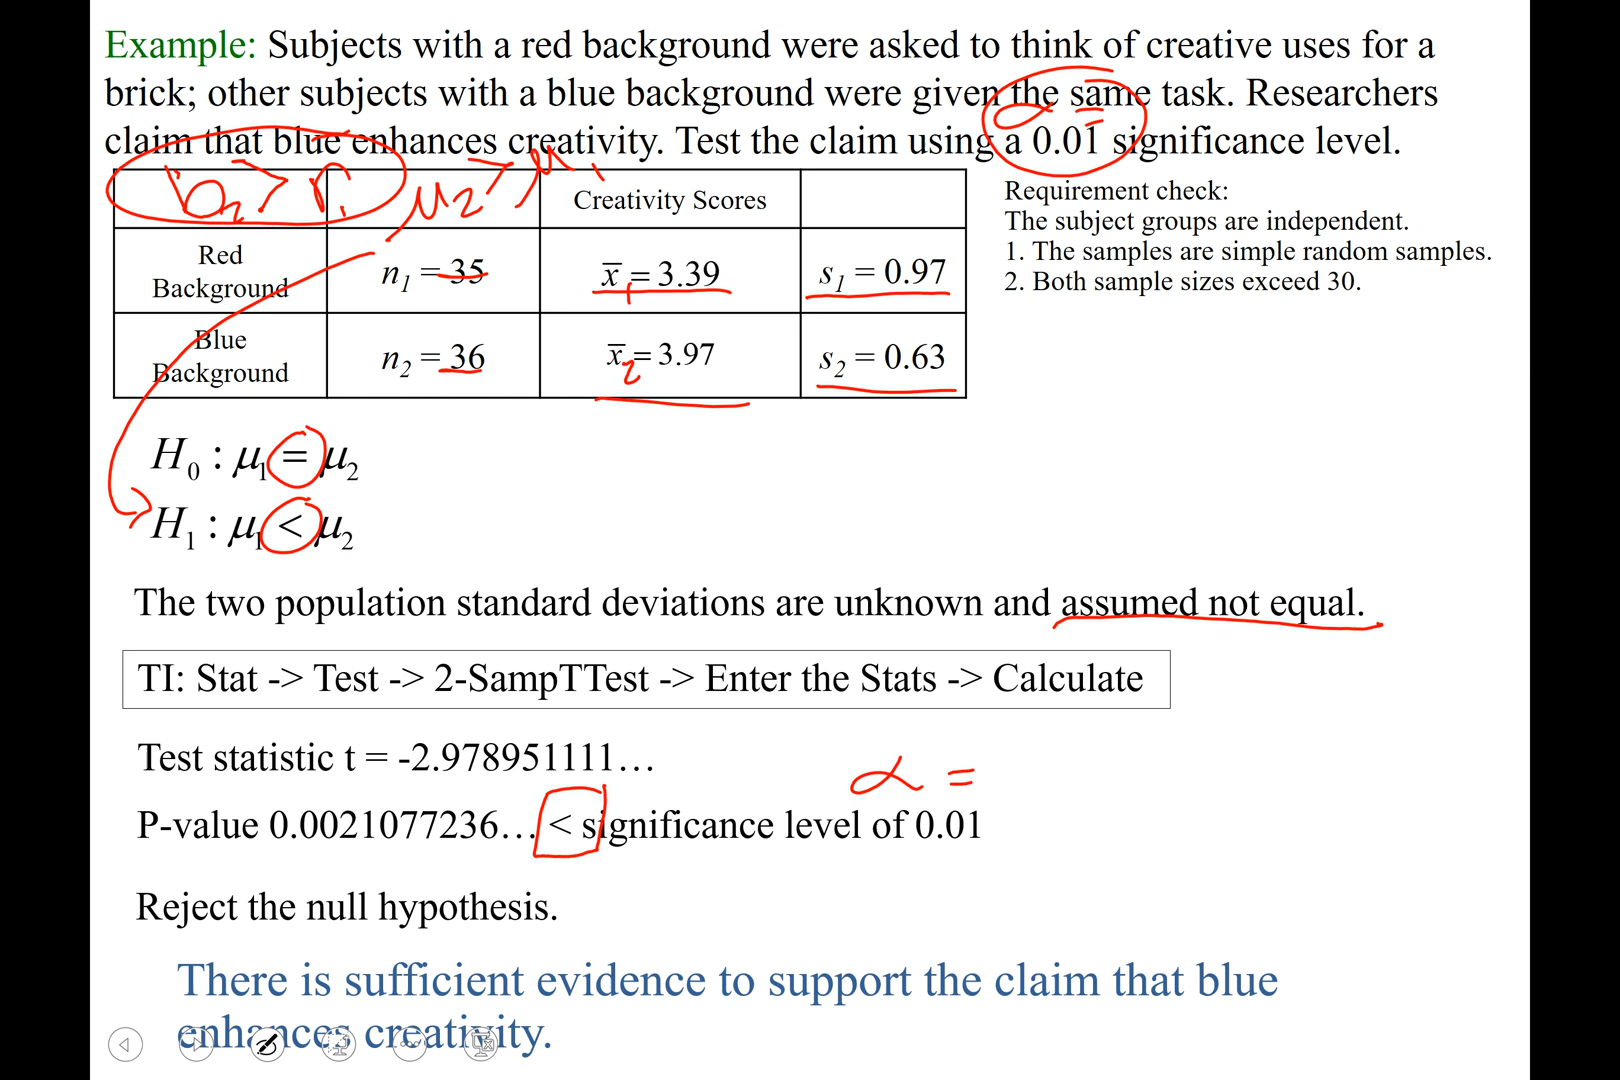 Example: Subjects with a red background were asked to think of creative uses for a
brick; other subjects with a blue background were given the same task. Researchers
claim that blue enhances creativity. Test the claim using a 0.01 significance level.
α =
b₂ > r₁
μ₂ > μ₁
Creativity Scores
Red Background n₁ = 35 x̄₁ = 3.39 s₁ = 0.97
Blue Background n₂ = 36 x̄₂ = 3.97 s₂ = 0.63
Requirement check:
The subject groups are independent.
1. The samples are simple random samples.
2. Both sample sizes exceed 30.
H₀ : μ₁ = μ₂
H₁ : μ₁ < μ₂
The two population standard deviations are unknown and assumed not equal.
TI: Stat -> Test -> 2-SampTTest -> Enter the Stats -> Calculate
Test statistic t = -2.978951111…
α =
P-value 0.0021077236… < significance level of 0.01
Reject the null hypothesis.
There is sufficient evidence to support the claim that blue
enhances creativity.